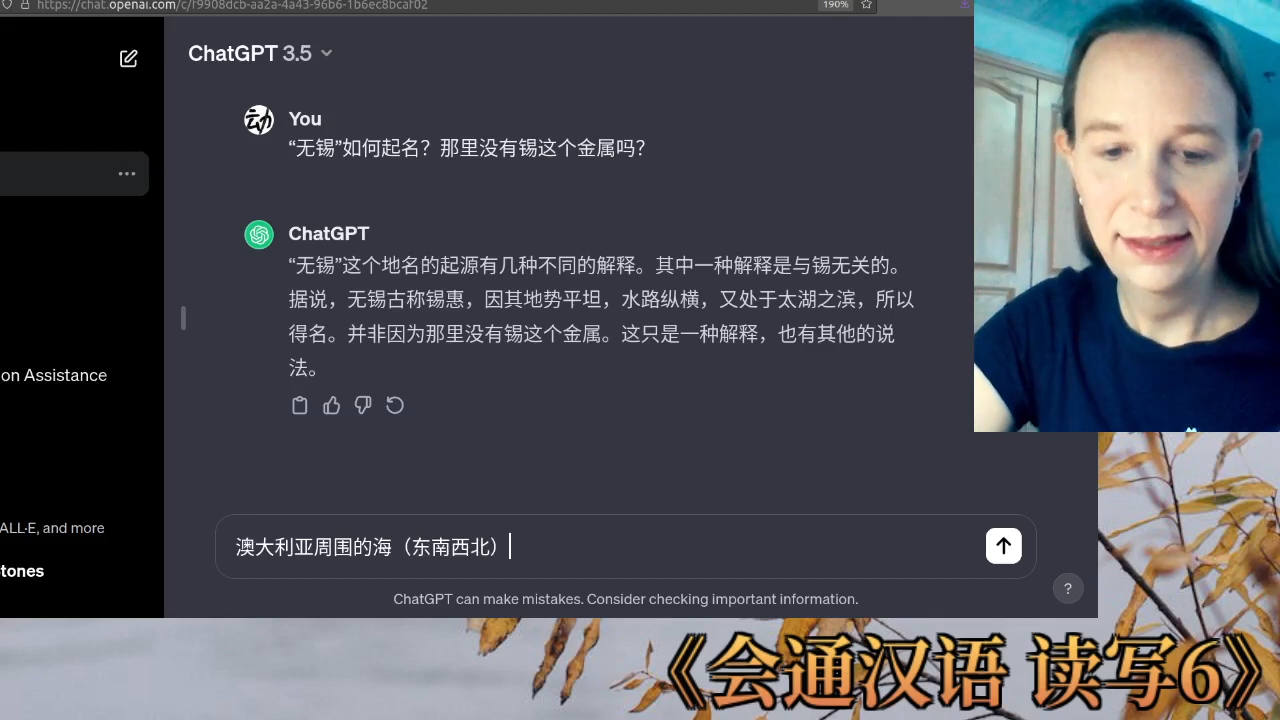 https://chat.openai.com/c/f9908dcb-aa2a-4a43-96b6-1b6ec8bcaf02
190%
ChatGPT 3.5
You
“无锡”如何起名？那里没有锡这个金属吗？
ChatGPT
“无锡”这个地名的起源有几种不同的解释。其中一种解释是与锡无关的。
据说，无锡古称锡惠，因其地势平坦，水路纵横，又处于太湖之滨，所以
得名。并非因为那里没有锡这个金属。这只是一种解释，也有其他的说
法。
on Assistance
ALL·E, and more
tones
澳大利亚周围的海（东南西北）
ChatGPT can make mistakes. Consider checking important information.
?
《会通汉语 读写6》